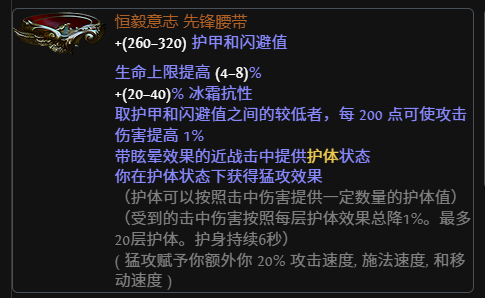 恒毅意志 先锋腰带
+(260–320) 护甲和闪避值
生命上限提高 (4–8)%
+(20–40)% 冰霜抗性
取护甲和闪避值之间的较低者，每 200 点可使攻击
伤害提高 1%
带眩晕效果的近战击中提供护体状态
你在护体状态下获得猛攻效果
（护体可以按照击中伤害提供一定数量的护体值）
（受到的击中伤害按照每层护体效果总降1%。最多
20层护体。护身持续6秒）
( 猛攻赋予你额外你 20% 攻击速度, 施法速度, 和移
动速度 )